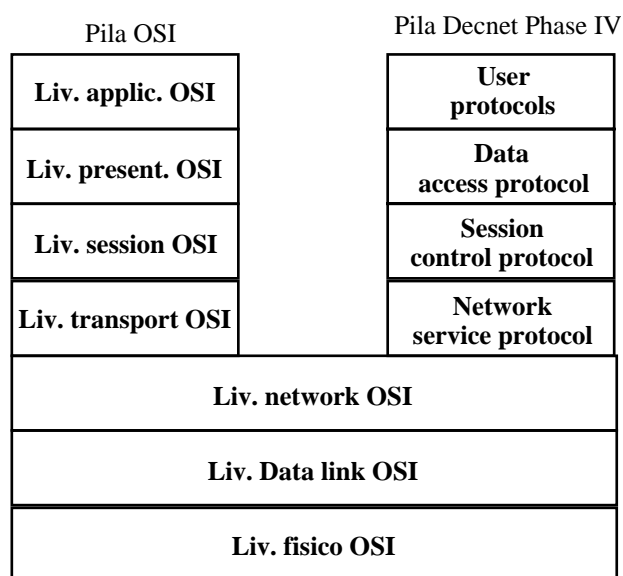 Pila OSI
Pila Decnet Phase IV
Liv. applic. OSI
User
protocols
Liv. present. OSI
Data
access protocol
Liv. session OSI
Session
control protocol
Liv. transport OSI
Network
service protocol
Liv. network OSI
Liv. Data link OSI
Liv. fisico OSI